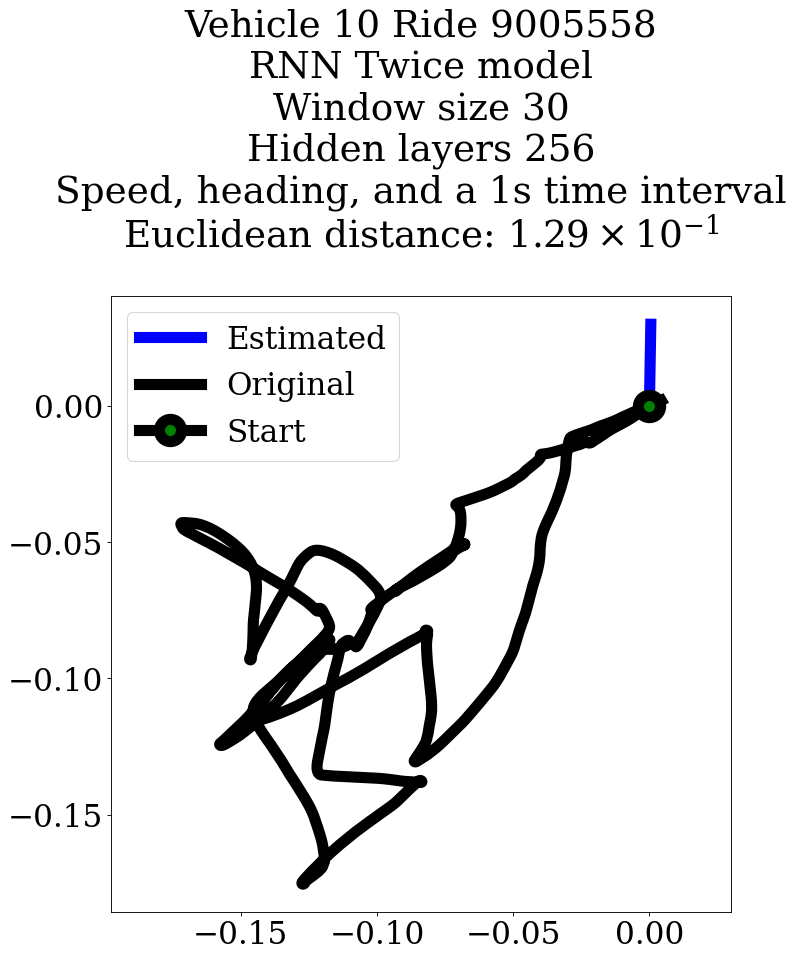 Vehicle 10 Ride 9005558
RNN Twice model
Window size 30
Hidden layers 256
Speed, heading, and a 1s time interval
Euclidean distance: 1.29 × 10⁻¹
Estimated
Original
Start
0.00
−0.05
−0.10
−0.15
−0.15 −0.10 −0.05 0.00